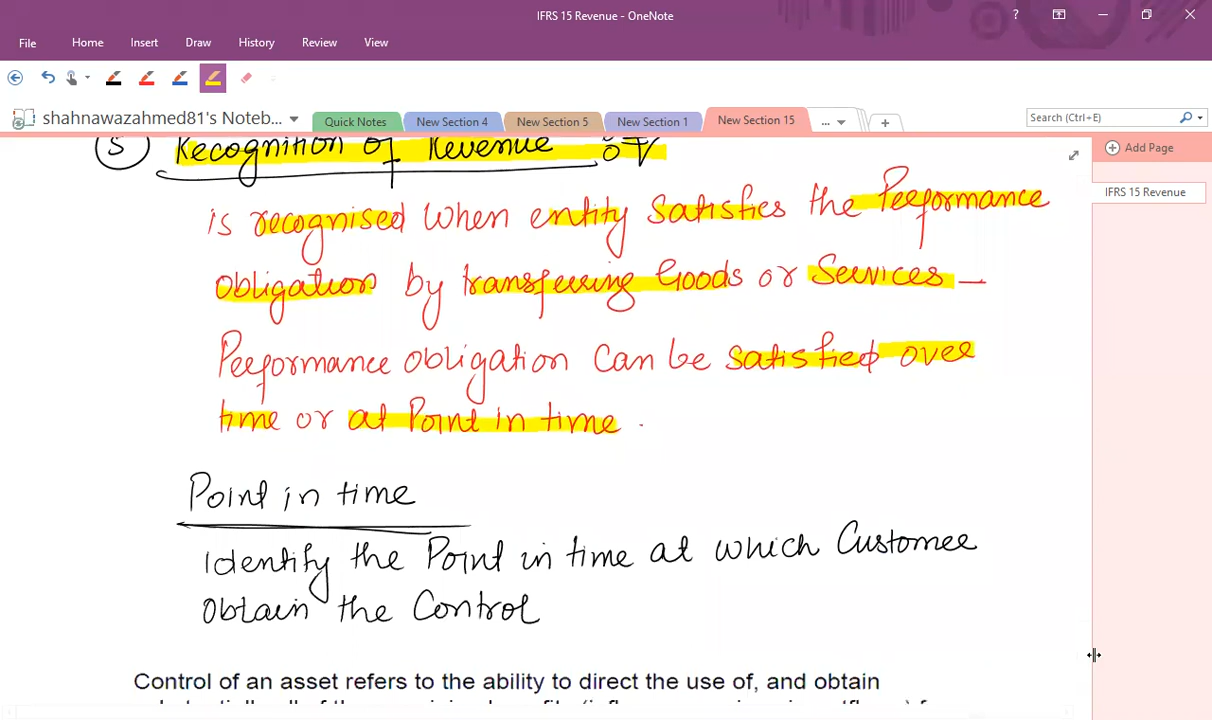 IFRS 15 Revenue - OneNote
?
File Home Insert Draw History Review View
shahnawazahmed81's Noteb...
Quick Notes
New Section 4
New Section 5
New Section 1
New Section 15
...
+
Search (Ctrl+E)
Add Page
IFRS 15 Revenue
5 Recognition of Revenue
is recognised when entity satisfies the Performance
obligation by transferring Goods or Services —
Performance obligation can be satisfied over
time or at Point in time.
Point in time
Identify the Point in time at which Customer
Obtain the Control
Control of an asset refers to the ability to direct the use of, and obtain